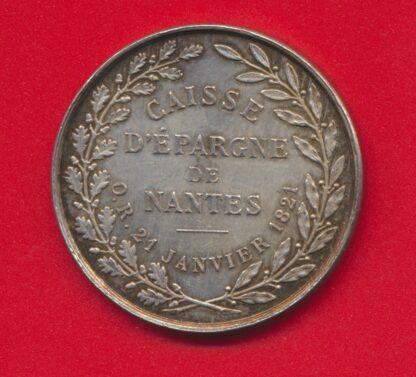 CAISSE
D'ÉPARGNE
DE
NANTES
O.R. 21 JANVIER 1821